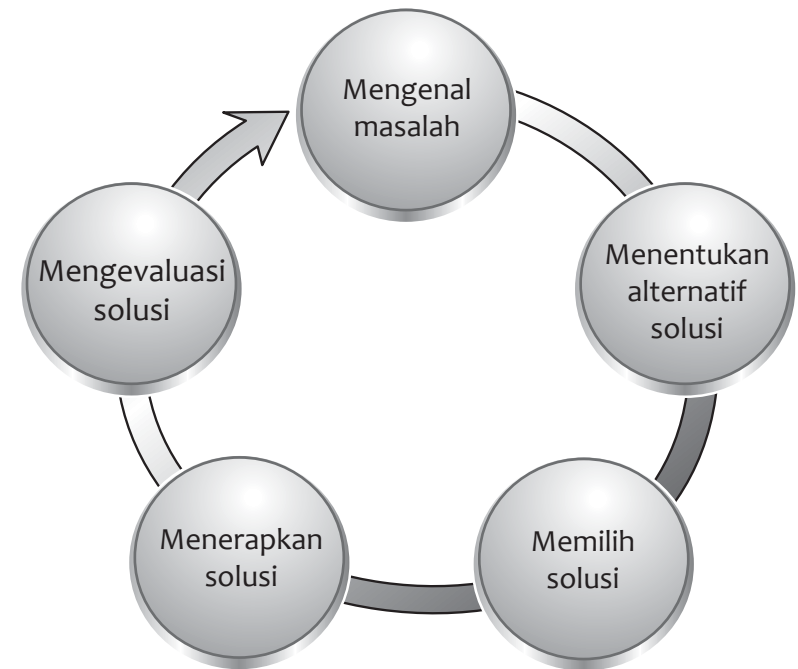 Mengenal
masalah
Menentukan
alternatif
solusi
Memilih
solusi
Menerapkan
solusi
Mengevaluasi
solusi